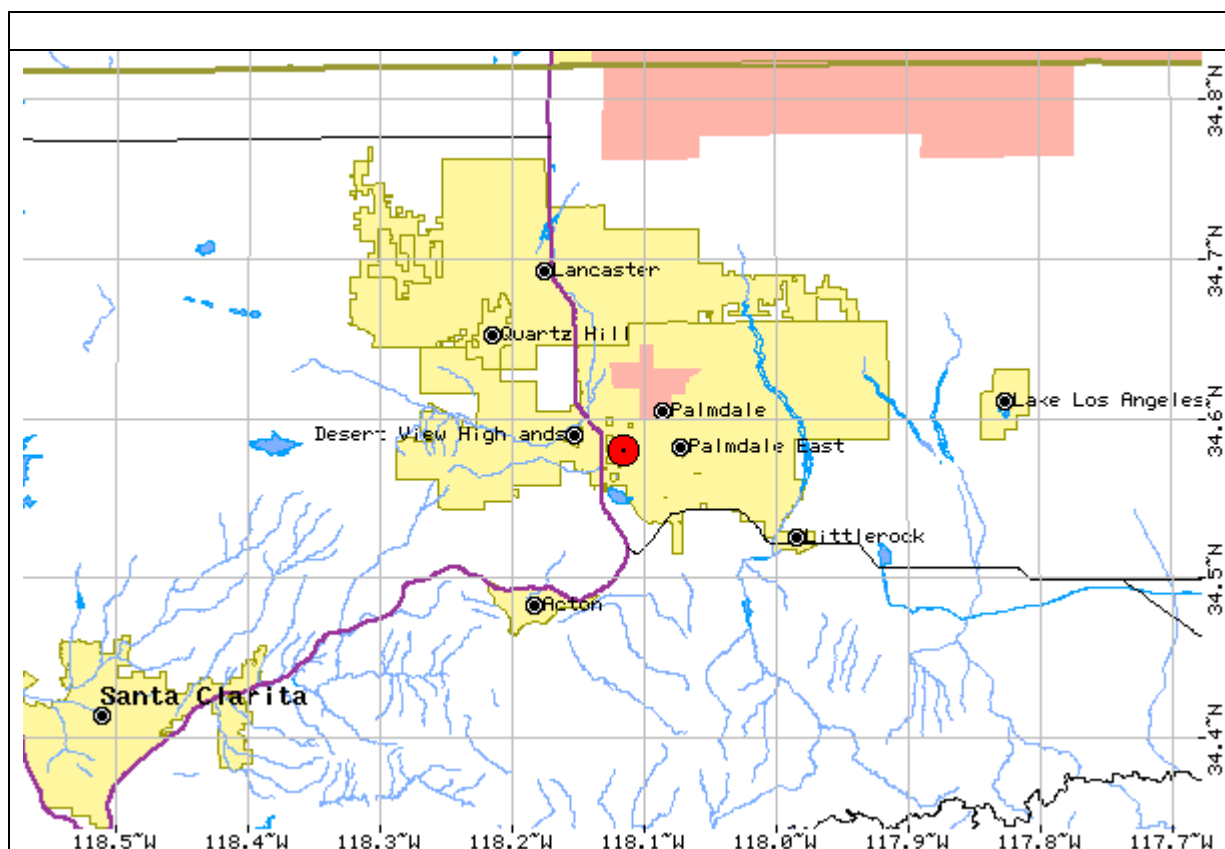 34.8~N
34.7~N
Lancaster
Quartz Hill
Lake Los Angeles
34.6~N
Palmdale
Desert View High ands
Palmdale East
Littlerock
34.5~N
Acton
Santa Clarita
34.4~N
118.5~W 118.4~W 118.3~W 118.2~W 118.1~W 118.0~W 117.9~W 117.8~W 117.7~W